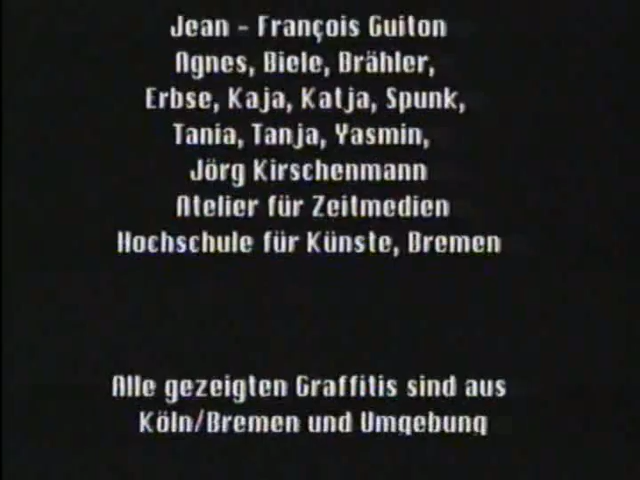 Jean - François Guiton
Agnes, Biele, Brähler,
Erbse, Kaja, Katja, Spunk,
Tania, Tanja, Yasmin,
Jörg Kirschenmann
Atelier für Zeitmedien
Hochschule für Künste, Bremen
Alle gezeigten Graffitis sind aus
Köln/Bremen und Umgebung